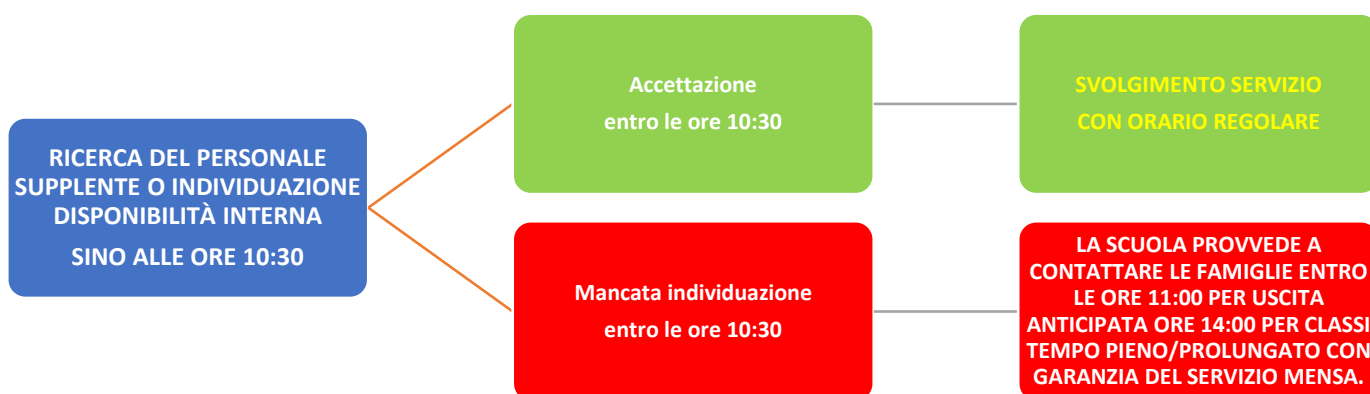 RICERCA DEL PERSONALE
SUPPLENTE O INDIVIDUAZIONE
DISPONIBILITÀ INTERNA
SINO ALLE ORE 10:30
Accettazione
entro le ore 10:30
SVOLGIMENTO SERVIZIO
CON ORARIO REGOLARE
Mancata individuazione
entro le ore 10:30
LA SCUOLA PROVVEDE A
CONTATTARE LE FAMIGLIE ENTRO
LE ORE 11:00 PER USCITA
ANTICIPATA ORE 14:00 PER CLASSI
TEMPO PIENO/PROLUNGATO CON
GARANZIA DEL SERVIZIO MENSA.